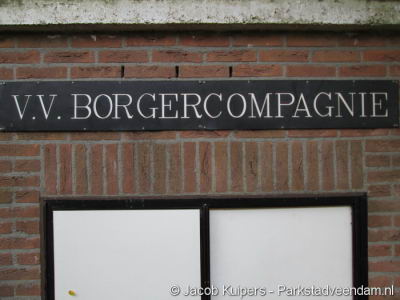 V.V. BORGERCOMPAGNIE
© Jacob Kuipers - Parkstadveendam.nl